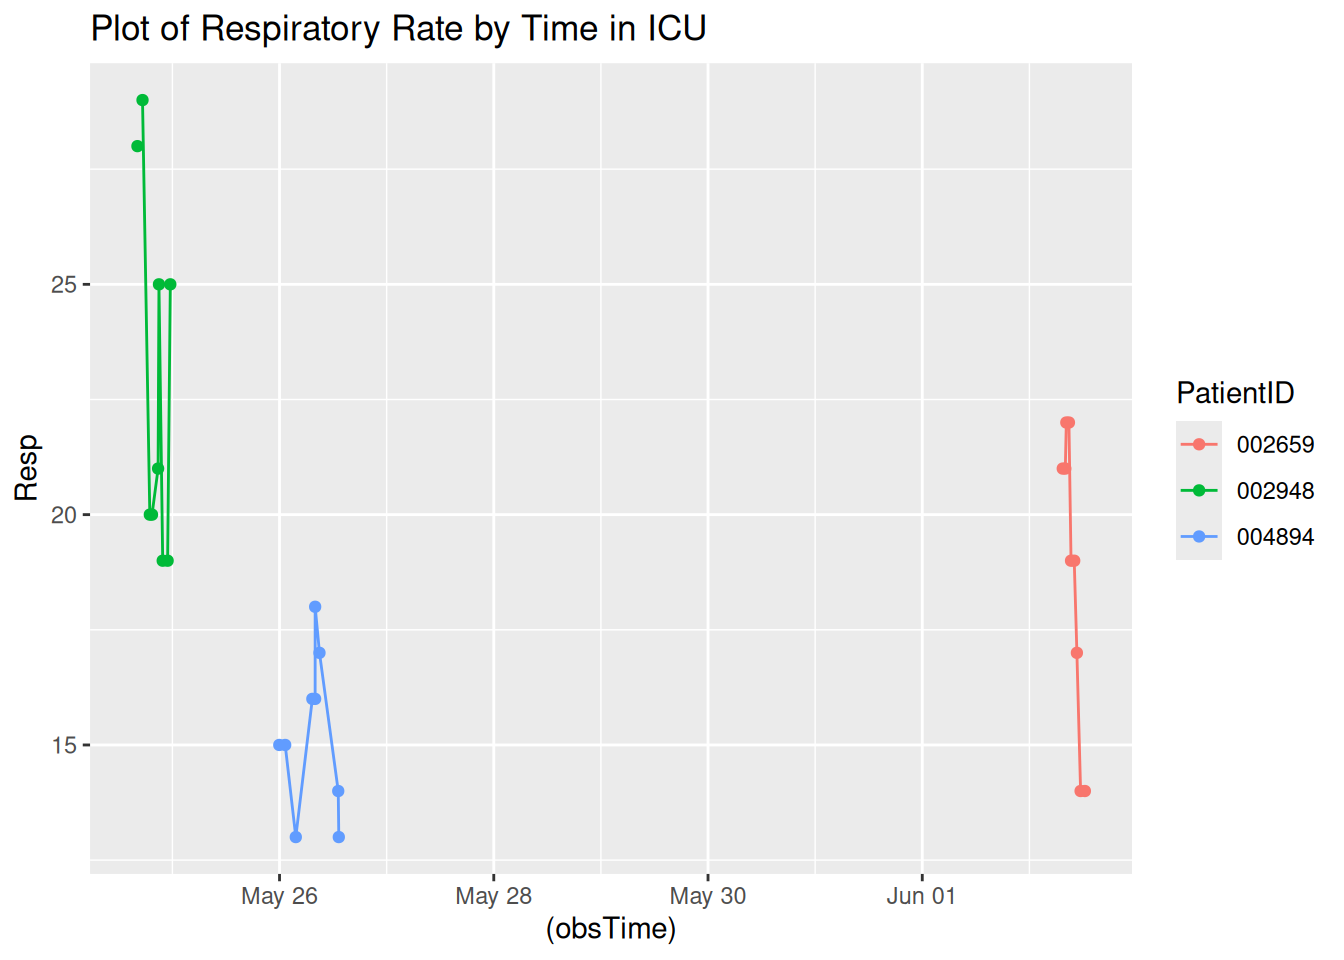 Plot of Respiratory Rate by Time in ICU
Resp
25
20
15
May 26
May 28
May 30
Jun 01
(obsTime)
PatientID
002659
002948
004894